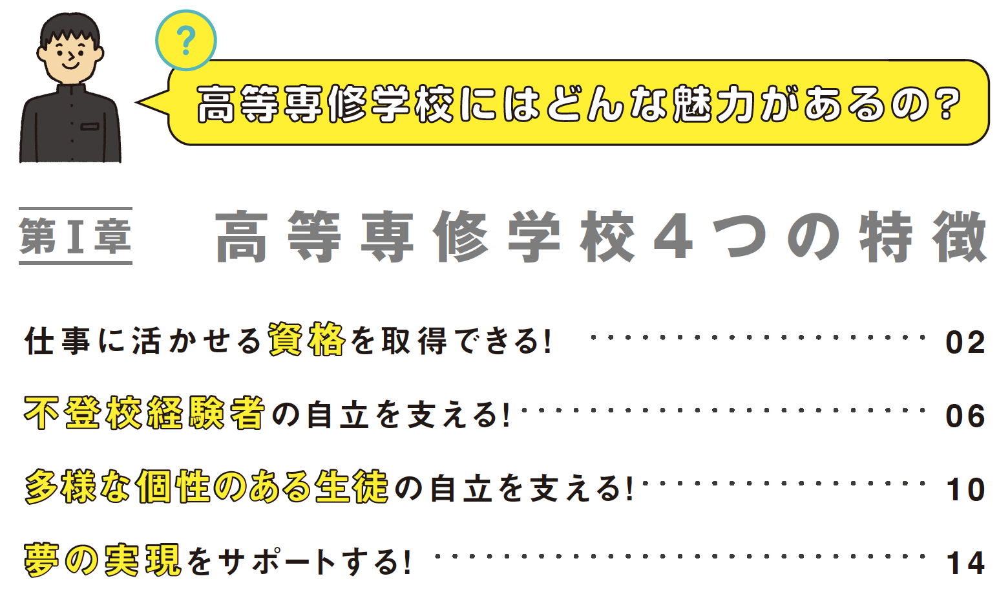 ?
高等専修学校にはどんな魅力があるの?
第I章 高等専修学校4つの特徴
仕事に活かせる資格を取得できる! ・・・・・・・・・・・・・・・・・・・・ 02
不登校経験者の自立を支える! ・・・・・・・・・・・・・・・・・・・・・・・・ 06
多様な個性のある生徒の自立を支える! ・・・・・・・・・・・・・・・・・ 10
夢の実現をサポートする! ・・・・・・・・・・・・・・・・・・・・・・・・・・・・・ 14